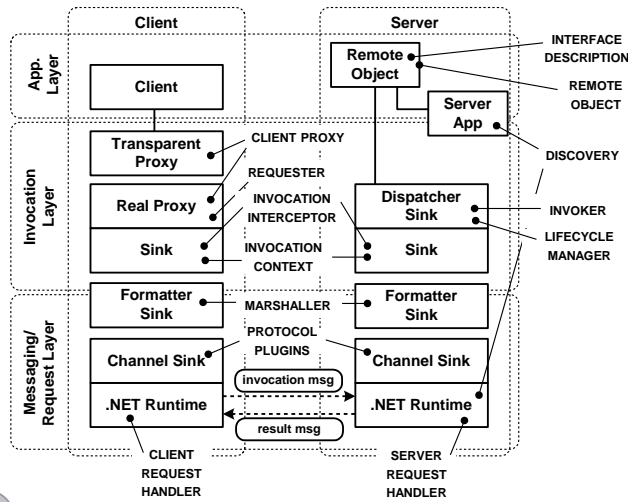 Client
Server
App.
Layer
Client
Remote
Object
Server
App
INTERFACE
DESCRIPTION
REMOTE
OBJECT
DISCOVERY
Invocation
Layer
Transparent
Proxy
CLIENT PROXY
REQUESTER
Real Proxy
INVOCATION
INTERCEPTOR
Dispatcher
Sink
INVOKER
LIFECYCLE
MANAGER
Sink
INVOCATION
CONTEXT
Sink
Messaging/
Request Layer
Formatter
Sink
MARSHALLER
Formatter
Sink
PROTOCOL
PLUGINS
Channel Sink
Channel Sink
invocation msg
.NET Runtime
.NET Runtime
result msg
CLIENT
REQUEST
HANDLER
SERVER
REQUEST
HANDLER